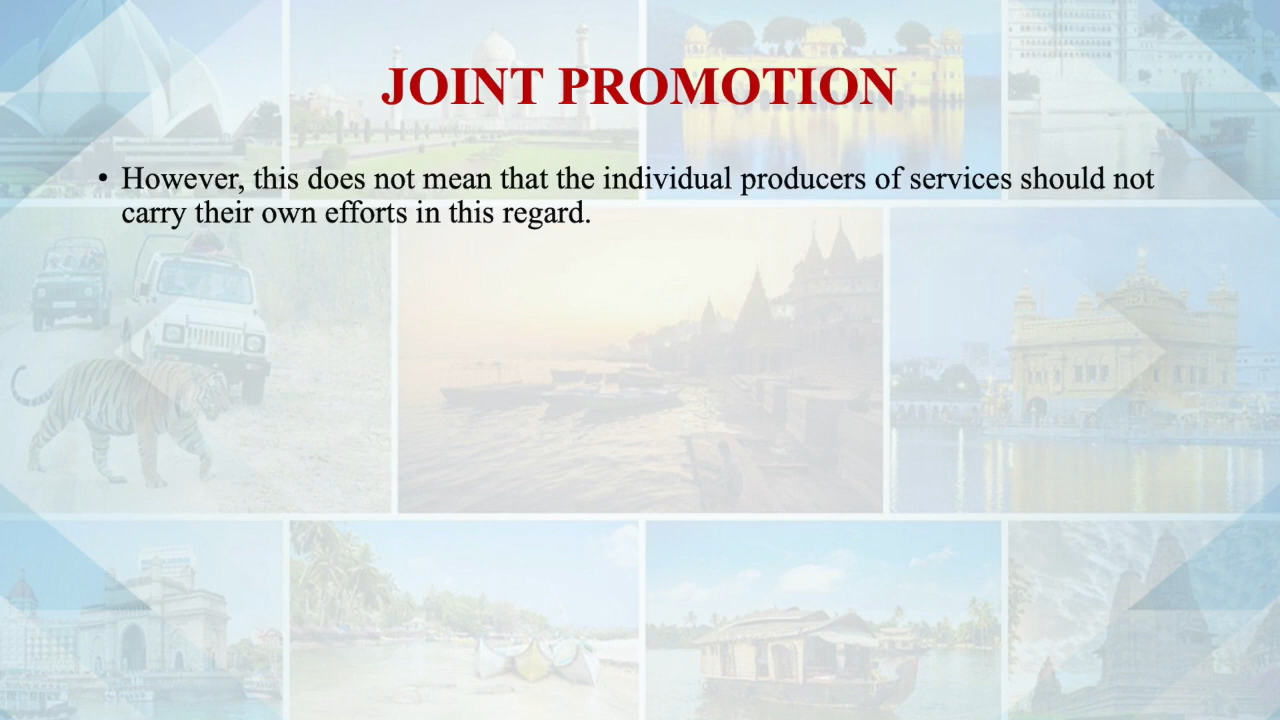 JOINT PROMOTION
• However, this does not mean that the individual producers of services should not
carry their own efforts in this regard.